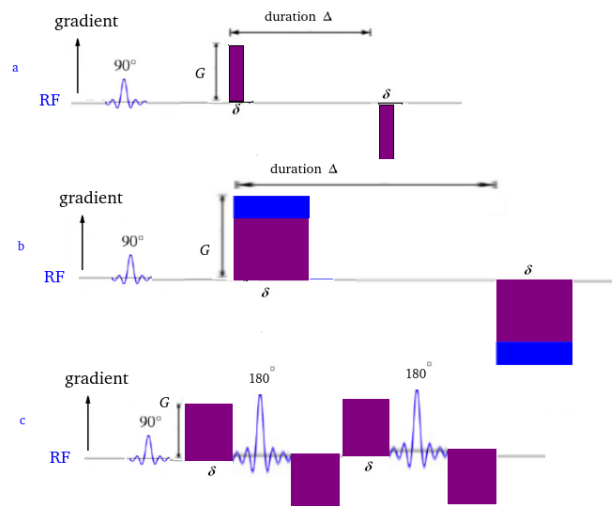 duration Δ
gradient
a
90°
G
RF
δ
δ
duration Δ
gradient
b
90°
G
RF
δ
δ
gradient
180°
180°
c
90°
G
RF
δ
δ